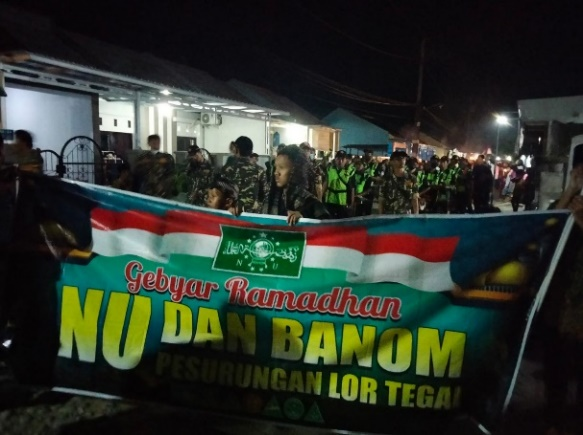 N U
Gebyar Ramadhan
NU DAN BANOM
PESURUNGAN LOR TEGAL